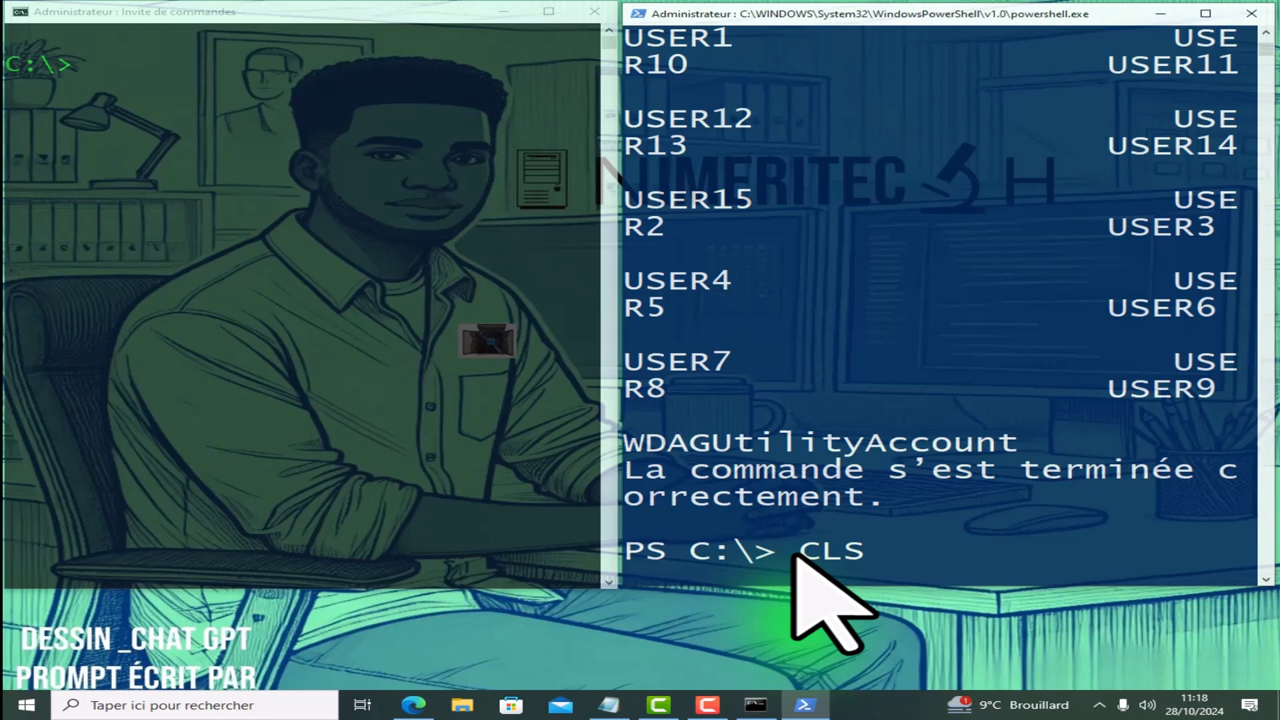 Administrateur : Invite de commandes
C:\>
Administrateur : C:\WINDOWS\System32\WindowsPowerShell\v1.0\powershell.exe
USER1 USE
R10 USER11
USER12 USE
R13 USER14
USER15 USE
R2 USER3
USER4 USE
R5 USER6
USER7 USE
R8 USER9
WDAGUtilityAccount
La commande s'est terminée c
orrectement.
PS C:\> CLS
NUMERITEC H
DESSIN _CHAT GPT
PROMPT ÉCRIT PAR
Taper ici pour rechercher
9°C Brouillard
11:18
28/10/2024